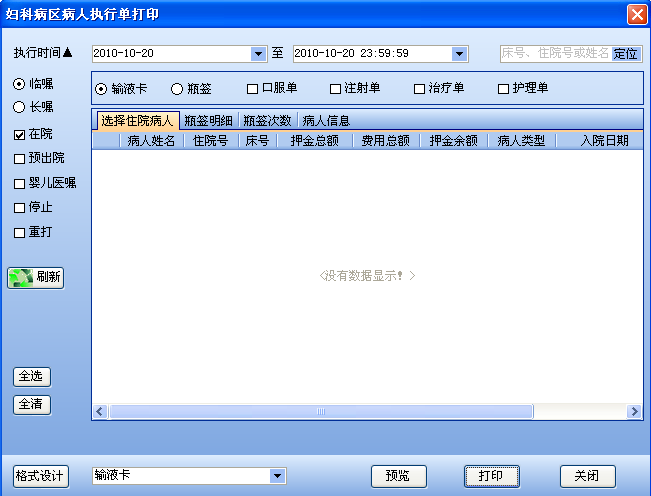 妇科病区病人执行单打印
执行时间▲ 2010-10-20 至 2010-10-20 23:59:59 床号、住院号或姓名 定位
临嘱
长嘱
在院
预出院
婴儿医嘱
停止
重打
刷新
全选
全清
输液卡 瓶签 口服单 注射单 治疗单 护理单
选择住院病人 瓶签明细 瓶签次数 病人信息
病人姓名 住院号 床号 押金总额 费用总额 押金余额 病人类型 入院日期
<没有数据显示! >
格式设计 输液卡 预览 打印 关闭